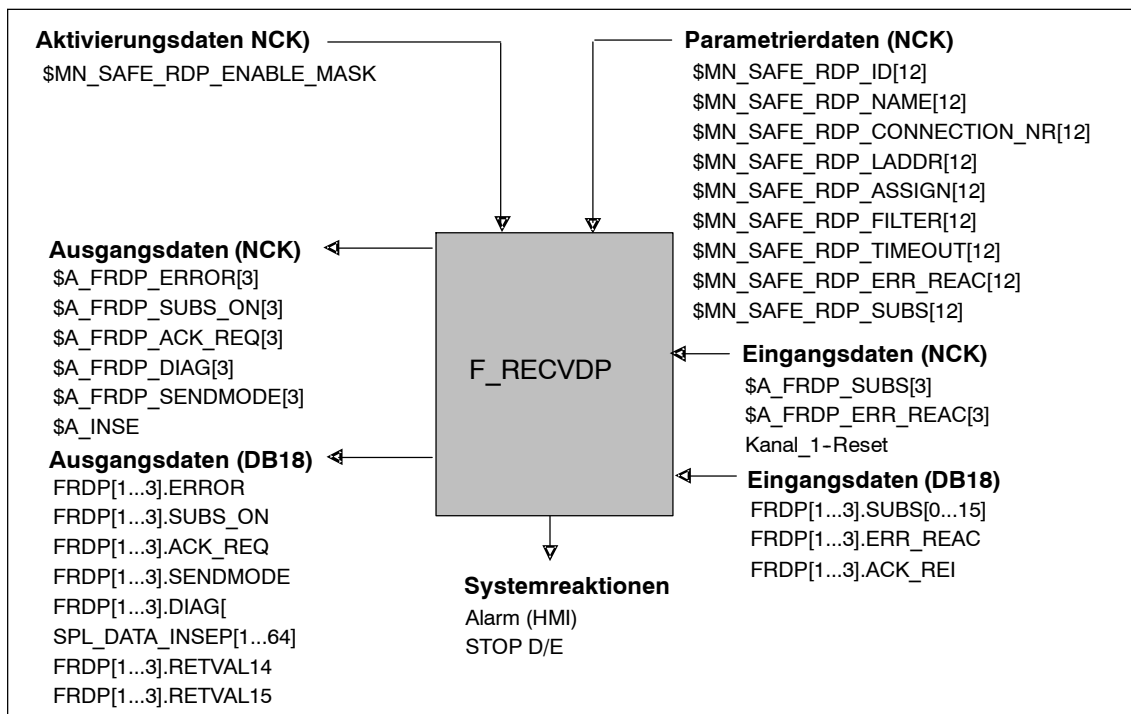 Aktivierungsdaten NCK)
$MN_SAFE_RDP_ENABLE_MASK
Parametrierdaten (NCK)
$MN_SAFE_RDP_ID[12]
$MN_SAFE_RDP_NAME[12]
$MN_SAFE_RDP_CONNECTION_NR[12]
$MN_SAFE_RDP_LADDR[12]
$MN_SAFE_RDP_ASSIGN[12]
$MN_SAFE_RDP_FILTER[12]
$MN_SAFE_RDP_TIMEOUT[12]
$MN_SAFE_RDP_ERR_REAC[12]
$MN_SAFE_RDP_SUBS[12]
Ausgangsdaten (NCK)
$A_FRDP_ERROR[3]
$A_FRDP_SUBS_ON[3]
$A_FRDP_ACK_REQ[3]
$A_FRDP_DIAG[3]
$A_FRDP_SENDMODE[3]
$A_INSE
Ausgangsdaten (DB18)
FRDP[1...3].ERROR
FRDP[1...3].SUBS_ON
FRDP[1...3].ACK_REQ
FRDP[1...3].SENDMODE
FRDP[1...3].DIAG[
SPL_DATA_INSEP[1...64]
FRDP[1...3].RETVAL14
FRDP[1...3].RETVAL15
F_RECVDP
Eingangsdaten (NCK)
$A_FRDP_SUBS[3]
$A_FRDP_ERR_REAC[3]
Kanal_1-Reset
Eingangsdaten (DB18)
FRDP[1...3].SUBS[0...15]
FRDP[1...3].ERR_REAC
FRDP[1...3].ACK_REI
Systemreaktionen
Alarm (HMI)
STOP D/E